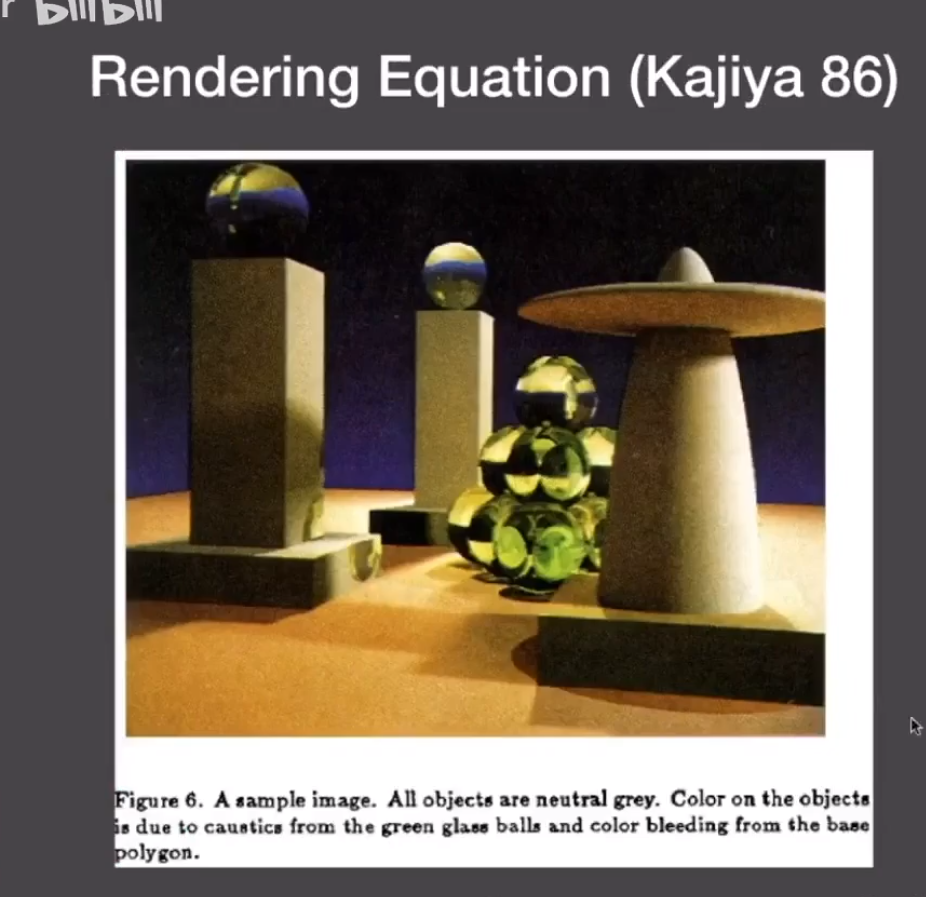 r bilibili
Rendering Equation (Kajiya 86)
Figure 6. A sample image. All objects are neutral grey. Color on the objects
is due to caustics from the green glass balls and color bleeding from the base
polygon.